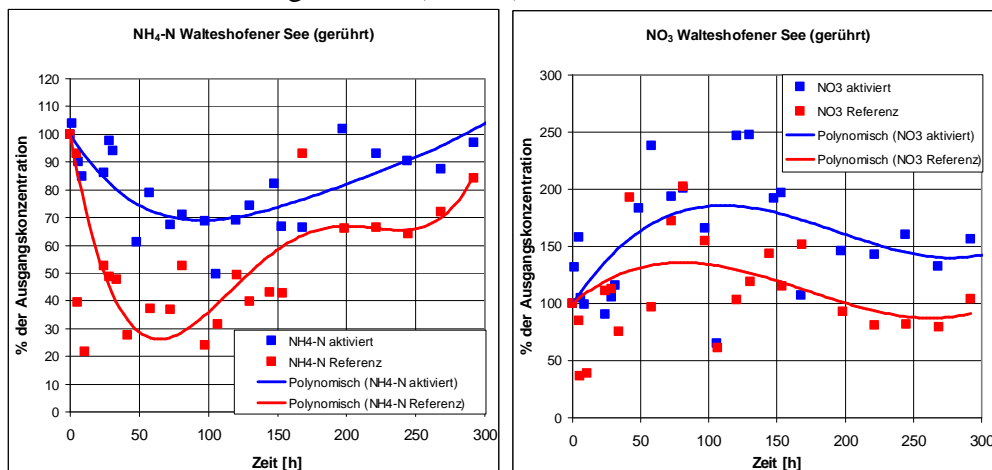 NH₄-N Walteshofener See (gerührt)
% der Ausgangskonzentration
120
110
100
90
80
70
60
50
40
30
20
10
0
NH4-N aktiviert
NH4-N Referenz
Polynomisch (NH4-N aktiviert)
Polynomisch (NH4-N Referenz)
0 50 100 150 200 250 300
Zeit [h]
NO₃ Walteshofener See (gerührt)
% der Ausgangskonzentration
300
250
200
150
100
50
0
NO3 aktiviert
NO3 Referenz
Polynomisch (NO3 aktiviert)
Polynomisch (NO3 Referenz)
0 50 100 150 200 250 300
Zeit [h]